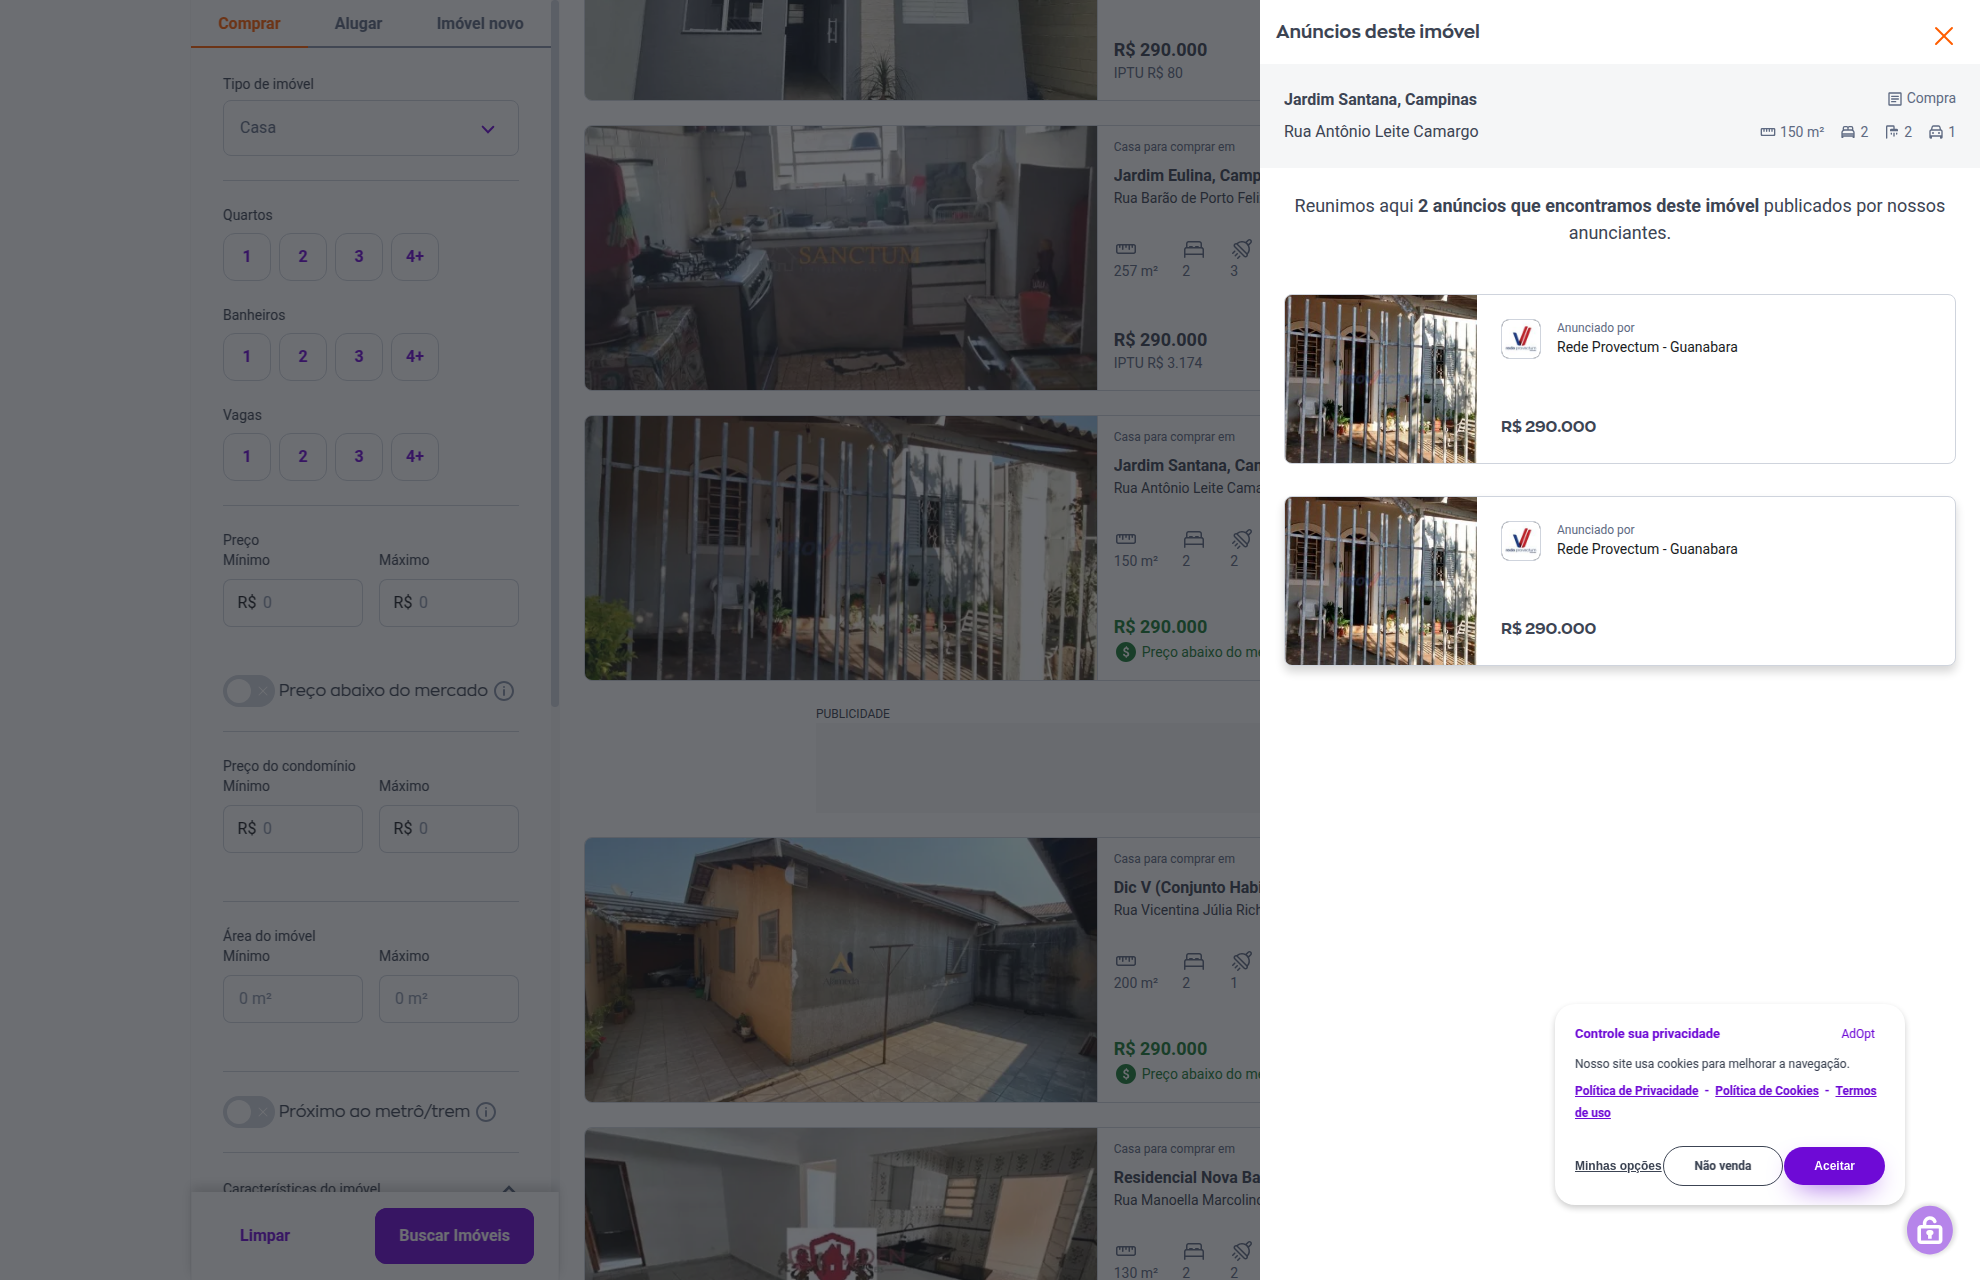 Comprar
Alugar
Imóvel novo
Tipo de imóvel
Casa
Quartos
1 2 3 4+
Banheiros
1 2 3 4+
Vagas
1 2 3 4+
Preço
Mínimo Máximo
R$ 0 R$ 0
Preço abaixo do mercado
Preço do condomínio
Mínimo Máximo
R$ 0 R$ 0
Área do imóvel
Mínimo Máximo
0 m² 0 m²
Próximo ao metrô/trem
Características do imóvel
Limpar
Buscar Imóveis
R$ 290.000
IPTU R$ 80
SANCTUM
Casa para comprar em
Jardim Eulina, Camp
Rua Barão de Porto Feli
257 m² 2 3
R$ 290.000
IPTU R$ 3.174
Casa para comprar em
Jardim Santana, Cam
Rua Antônio Leite Cama
150 m² 2 2
R$ 290.000
Preço abaixo do me
PUBLICIDADE
Casa para comprar em
Dic V (Conjunto Habi
Rua Vicentina Júlia Rich
200 m² 2 1
R$ 290.000
Preço abaixo do me
Casa para comprar em
Residencial Nova Ba
Rua Manoella Marcolino
130 m² 2 2
Anúncios deste imóvel
Jardim Santana, Campinas
Compra
Rua Antônio Leite Camargo
150 m² 2 2 1
Reunimos aqui 2 anúncios que encontramos deste imóvel publicados por nossos
anunciantes.
Anunciado por
Rede Provectum - Guanabara
R$ 290.000
Anunciado por
Rede Provectum - Guanabara
R$ 290.000
Controle sua privacidade
AdOpt
Nosso site usa cookies para melhorar a navegação.
Política de Privacidade - Política de Cookies - Termos
de uso
Minhas opções
Não venda
Aceitar